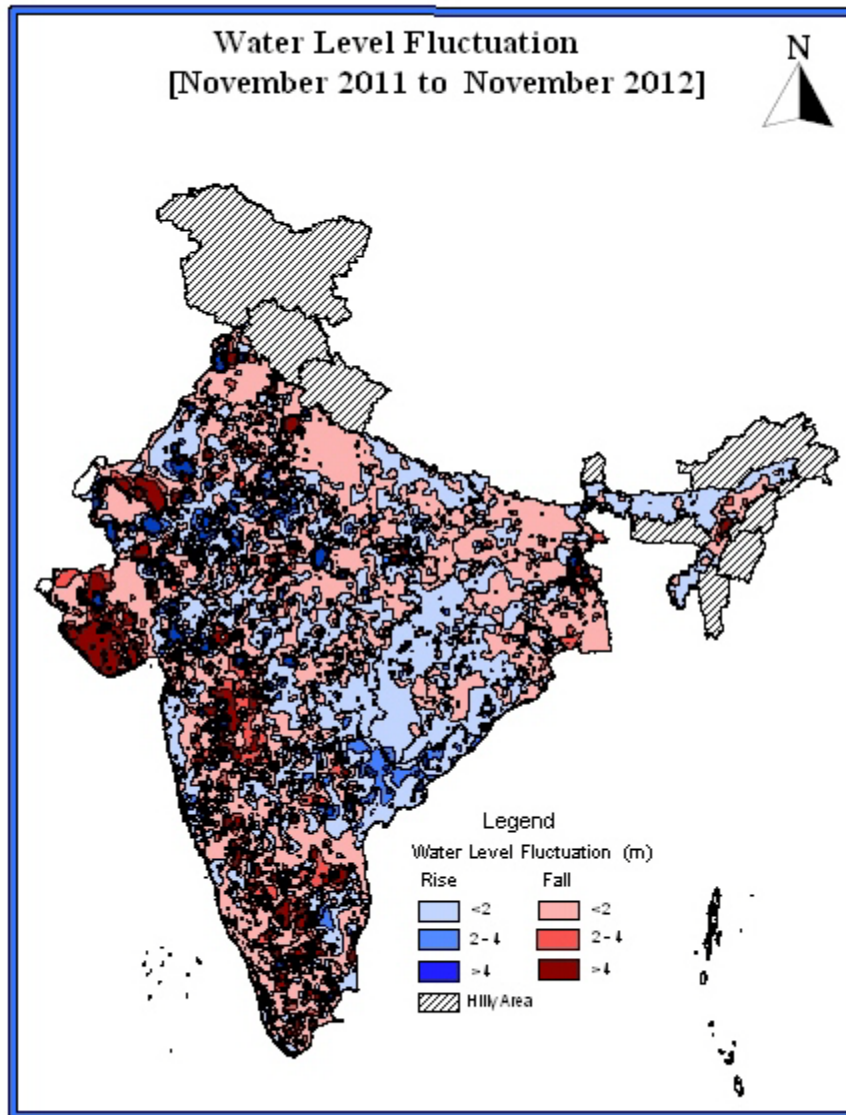 Water Level Fluctuation
[November 2011 to November 2012]
N
Legend
Water Level Fluctuation (m)
Rise Fall
<2 <2
2-4 2-4
>4 >4
Hilly Area